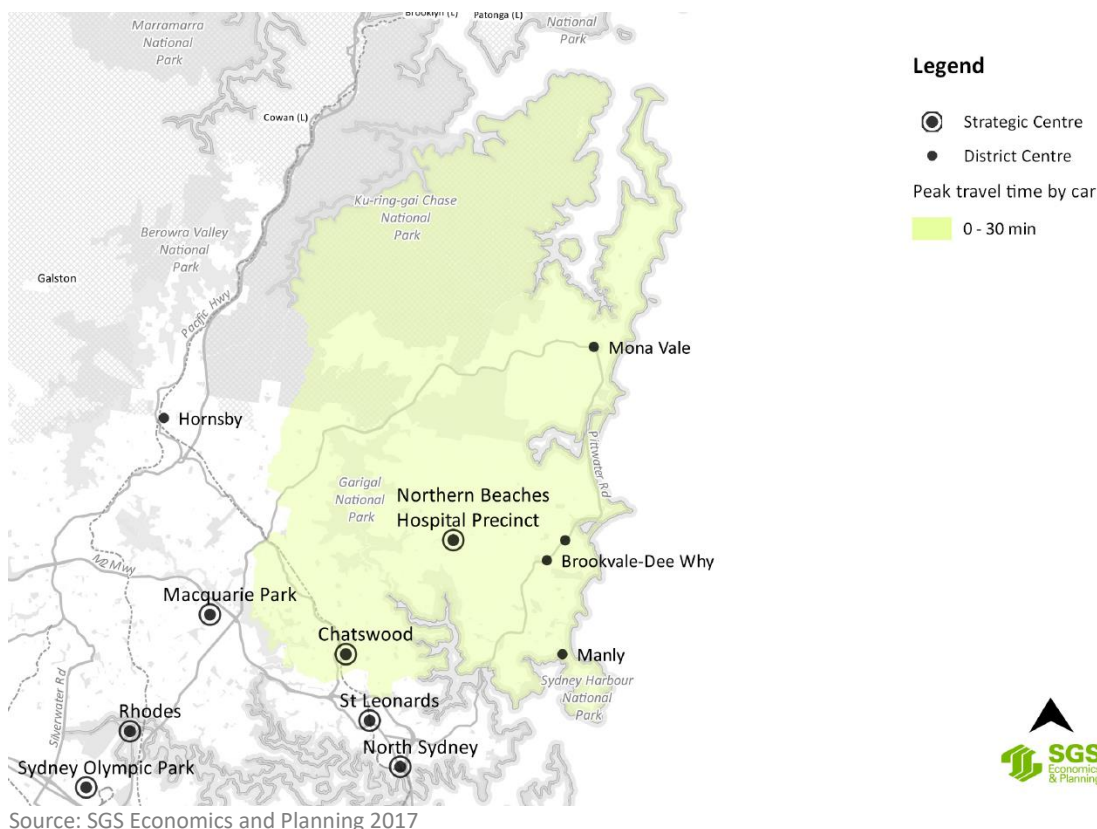 Brooklyn (L)
Patonga (L)
Marramarra
National
Park
National
Park
Cowan (L)
Ku-ring-gai Chase
National
Park
Berowra Valley
National
Park
Galston
Pacific Hwy
Mona Vale
Hornsby
Pittwater Rd
Garigal
National
Park
Northern Beaches
Hospital Precinct
Brookvale-Dee Why
M2 Mwy
Macquarie Park
Chatswood
Manly
Sydney Harbour
National
Park
St Leonards
Silverwater Rd
Rhodes
North Sydney
Sydney Olympic Park
Legend
Strategic Centre
District Centre
Peak travel time by car
0 - 30 min
SGS
Economics
& Planning
Source: SGS Economics and Planning 2017